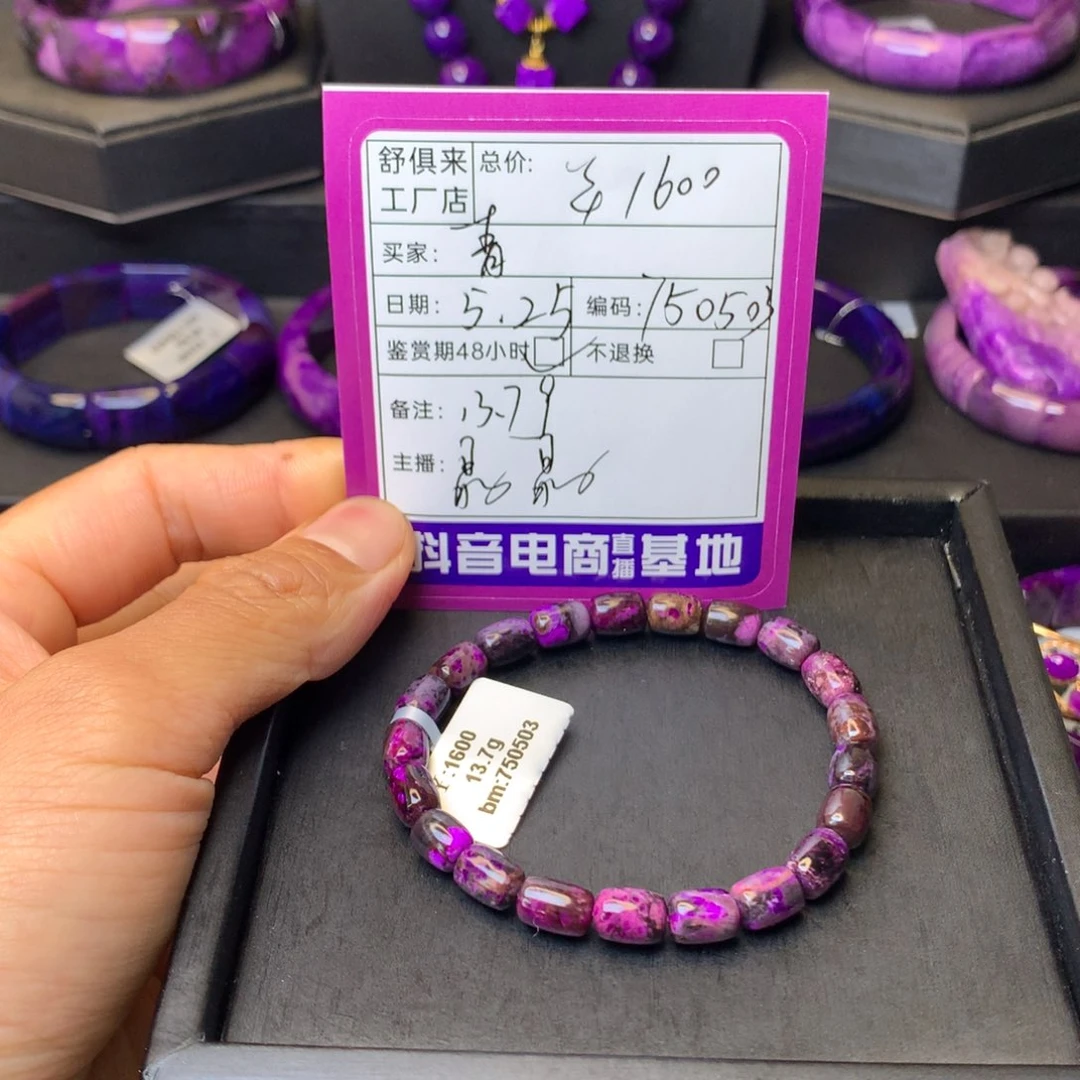 舒俱来 总价: ¥1600
工厂店
买家: 青
日期: 5.25 编码: 750503
鉴赏期48小时 不退换
备注: 13.7g
主播: 晶晶
抖音电商直播基地
Y:1600
13.7g
bm:750503